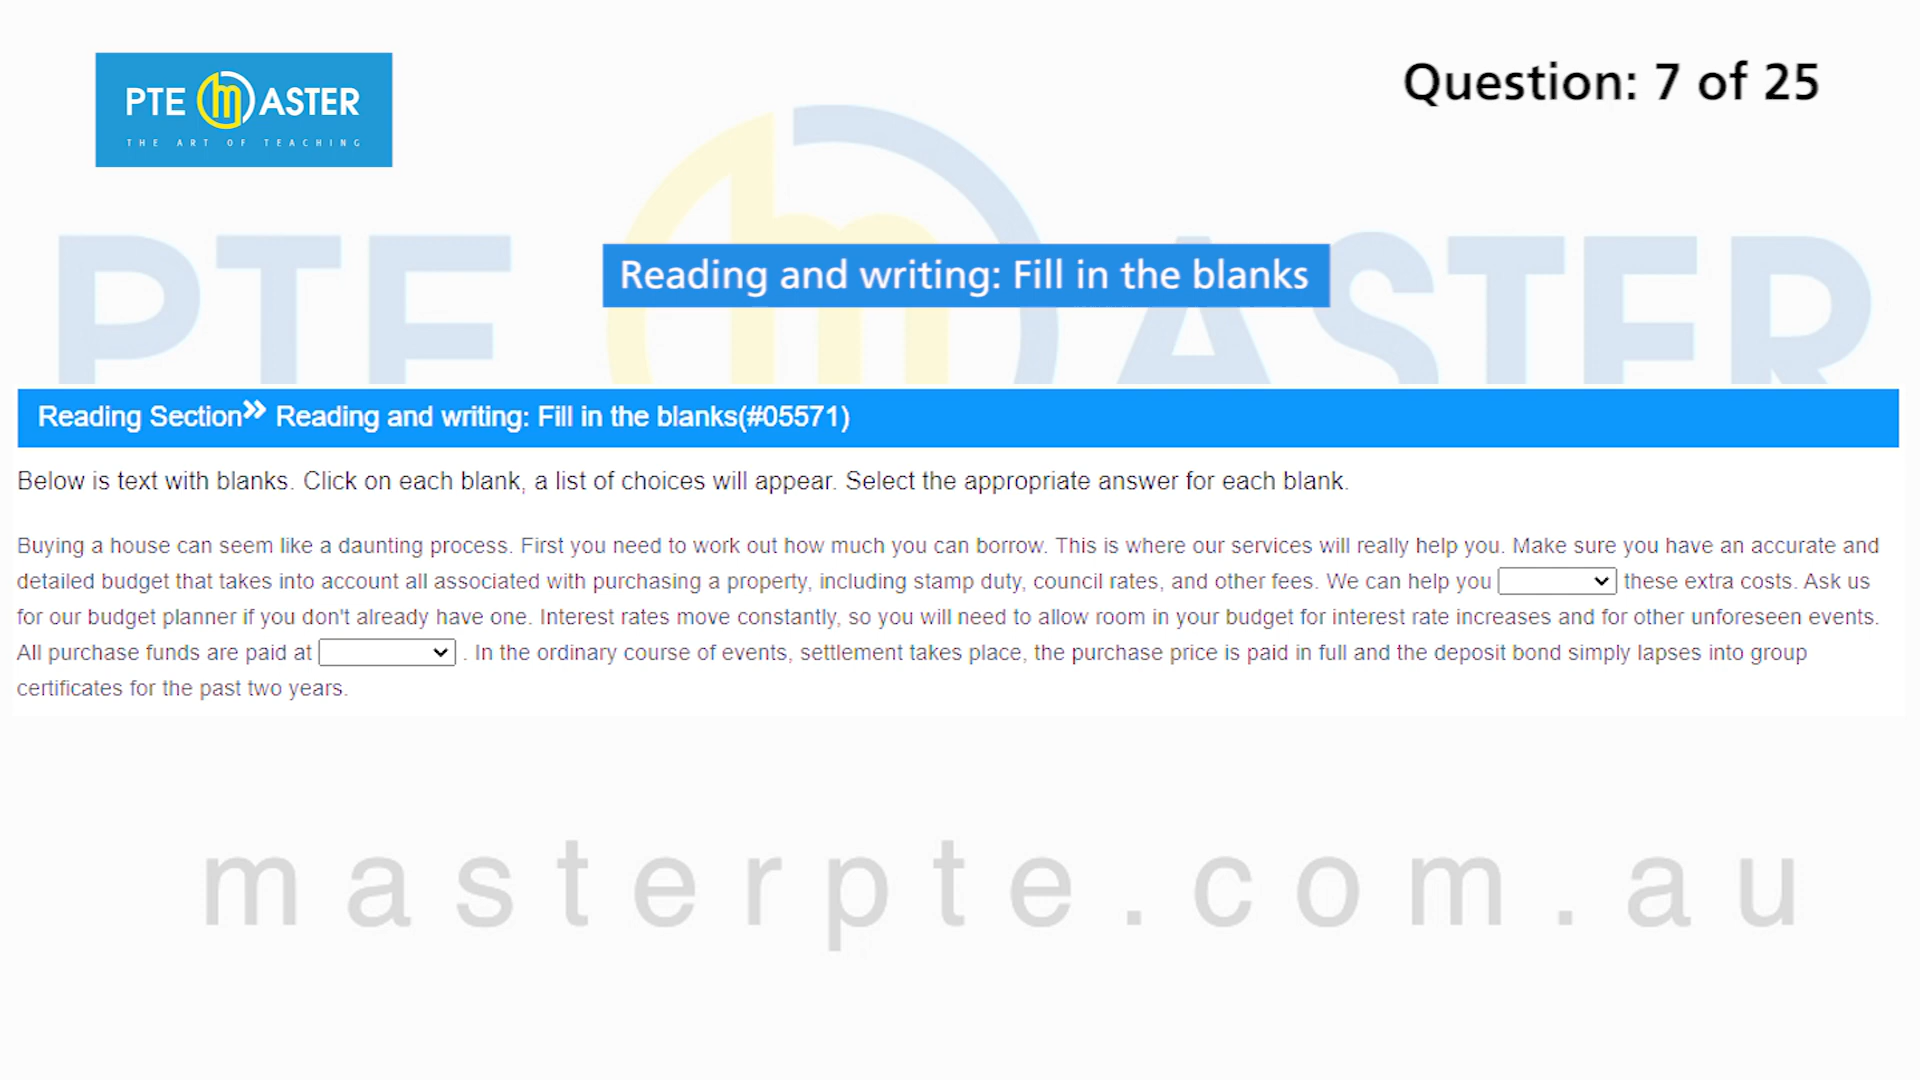 PTE MASTER
THE ART OF TEACHING
Question: 7 of 25
PTE MASTER
Reading and writing: Fill in the blanks
Reading Section» Reading and writing: Fill in the blanks(#05571)
Below is text with blanks. Click on each blank, a list of choices will appear. Select the appropriate answer for each blank.
Buying a house can seem like a daunting process. First you need to work out how much you can borrow. This is where our services will really help you. Make sure you have an accurate and
detailed budget that takes into account all associated with purchasing a property, including stamp duty, council rates, and other fees. We can help you these extra costs. Ask us
for our budget planner if you don't already have one. Interest rates move constantly, so you will need to allow room in your budget for interest rate increases and for other unforeseen events.
All purchase funds are paid at . In the ordinary course of events, settlement takes place, the purchase price is paid in full and the deposit bond simply lapses into group
certificates for the past two years.
masterpte.com.au